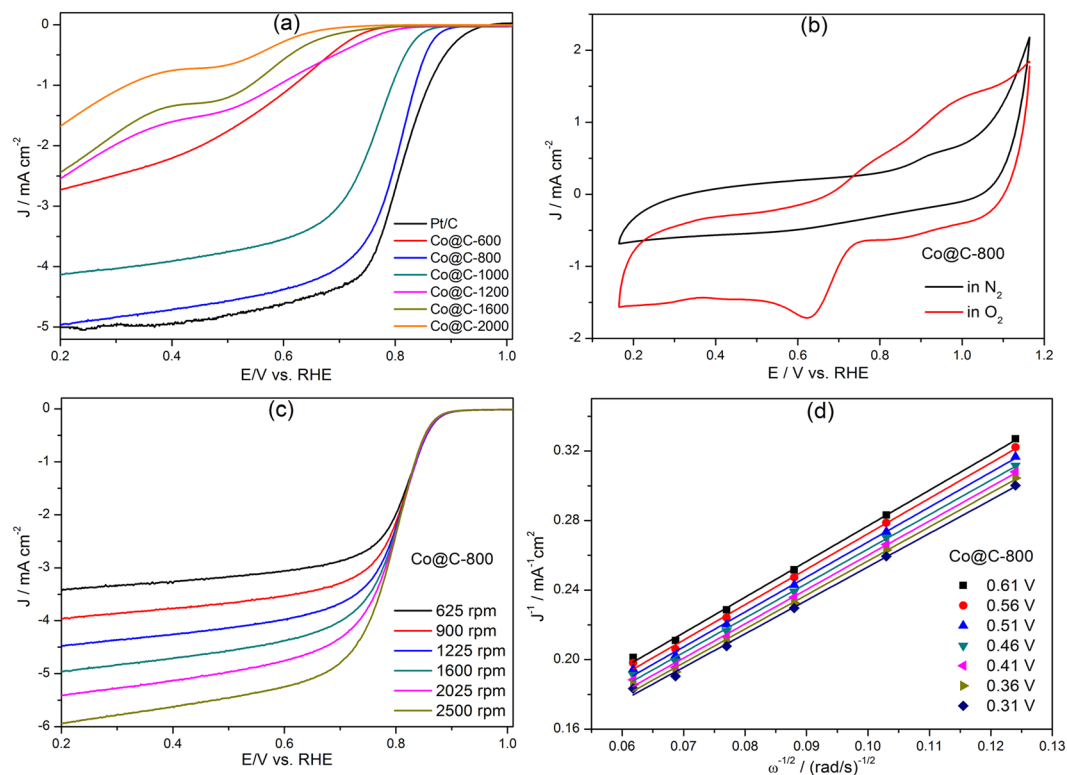 (a)
0
-1
-2
-3
-4
-5
J / mA cm-2
Pt/C
Co@C-600
Co@C-800
Co@C-1000
Co@C-1200
Co@C-1600
Co@C-2000
0.2 0.4 0.6 0.8 1.0
E/V vs. RHE
(b)
2
1
0
-1
-2
J / mA cm-2
Co@C-800
in N2
in O2
0.2 0.4 0.6 0.8 1.0 1.2
E / V vs. RHE
(c)
0
-1
-2
-3
-4
-5
-6
J / mA cm-2
Co@C-800
625 rpm
900 rpm
1225 rpm
1600 rpm
2025 rpm
2500 rpm
0.2 0.4 0.6 0.8 1.0
E/V vs. RHE
(d)
0.32
0.28
0.24
0.20
0.16
J-1 / mA-1 cm2
Co@C-800
0.61 V
0.56 V
0.51 V
0.46 V
0.41 V
0.36 V
0.31 V
0.06 0.07 0.08 0.09 0.10 0.11 0.12 0.13
ω-1/2 / (rad/s)-1/2